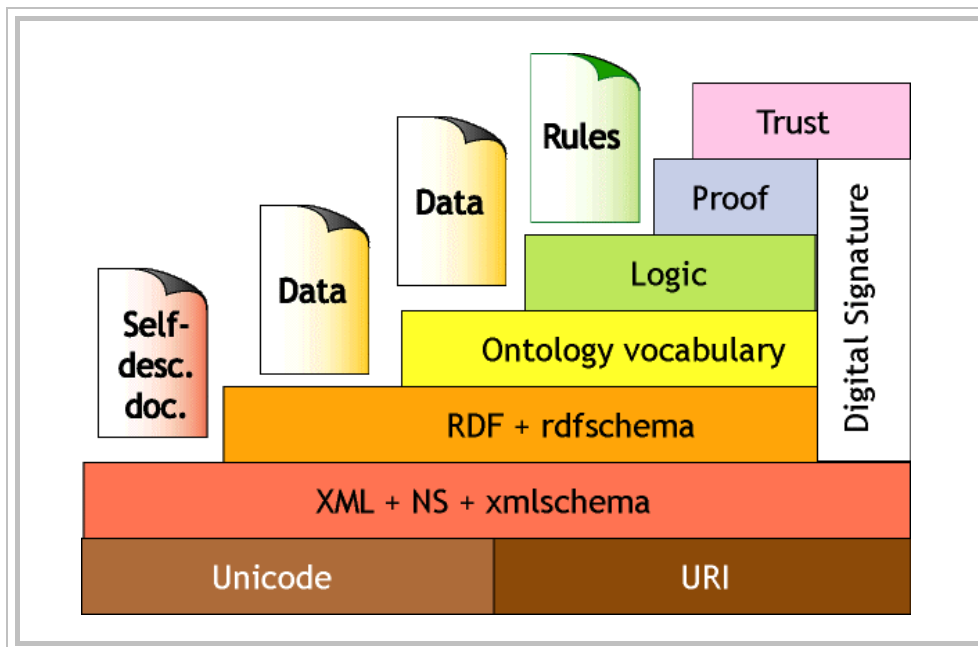 Rules
Trust
Data
Proof
Data
Logic
Self-
desc.
doc.
Ontology vocabulary
Digital Signature
RDF + rdfschema
XML + NS + xmlschema
Unicode
URI